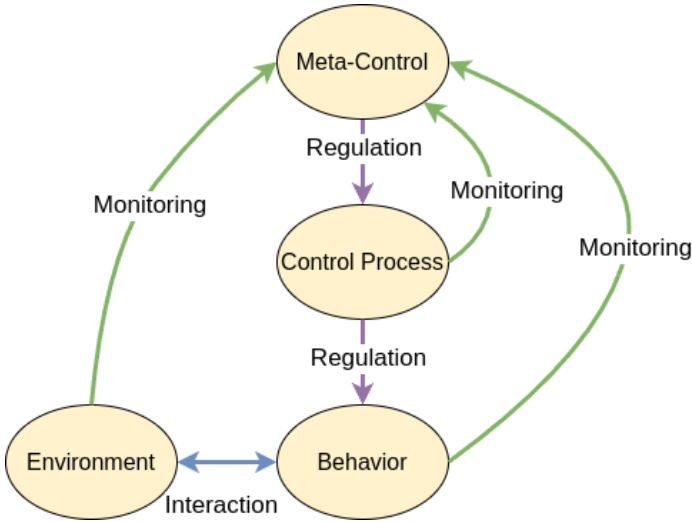 Meta-Control
Regulation
Monitoring
Monitoring
Monitoring
Control Process
Regulation
Environment
Behavior
Interaction